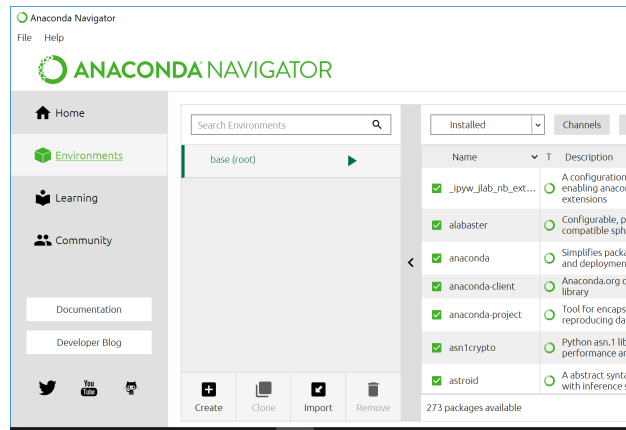 Anaconda Navigator
File Help
ANACONDA NAVIGATOR
Home
Environments
Learning
Community
Documentation
Developer Blog
You
Tube
Search Environments
base (root)
Create Clone Import Remove
Installed Channels
Name T Description
_ipyw_jlab_nb_ext... A configuration
enabling anaco
extensions
alabaster Configurable, p
compatible sph
anaconda Simplifies packa
and deploymen
anaconda-client Anaconda.org c
library
anaconda-project Tool for encaps
reproducing da
asn1crypto Python asn.1 lib
performance an
astroid A abstract synta
with inference s
273 packages available